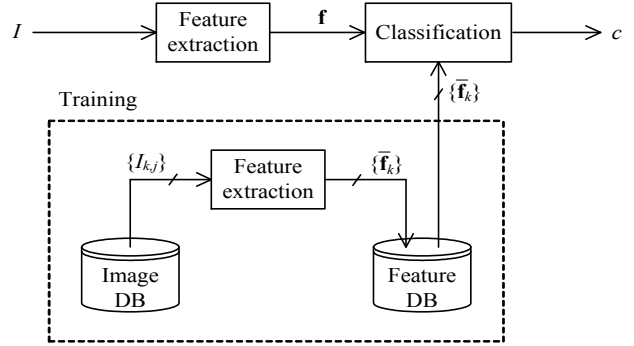 I
Feature
extraction
f
Classification
c
{f̄k}
Training
{Ik,j}
Feature
extraction
{f̄k}
Image
DB
Feature
DB